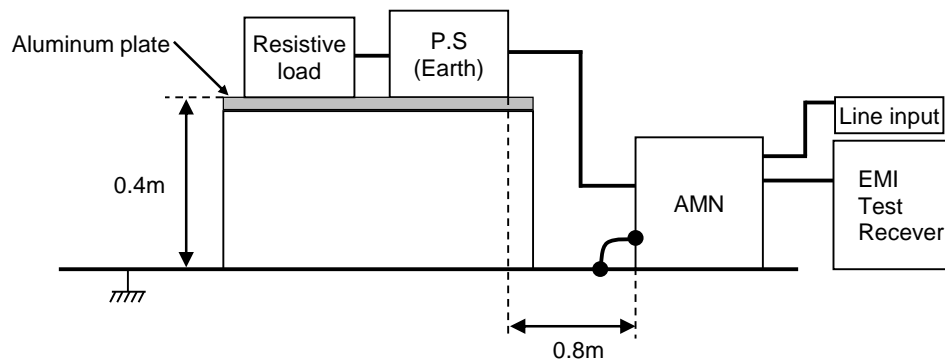 Aluminum plate
Resistive
load
P.S
(Earth)
Line input
0.4m
AMN
EMI
Test
Recever
0.8m